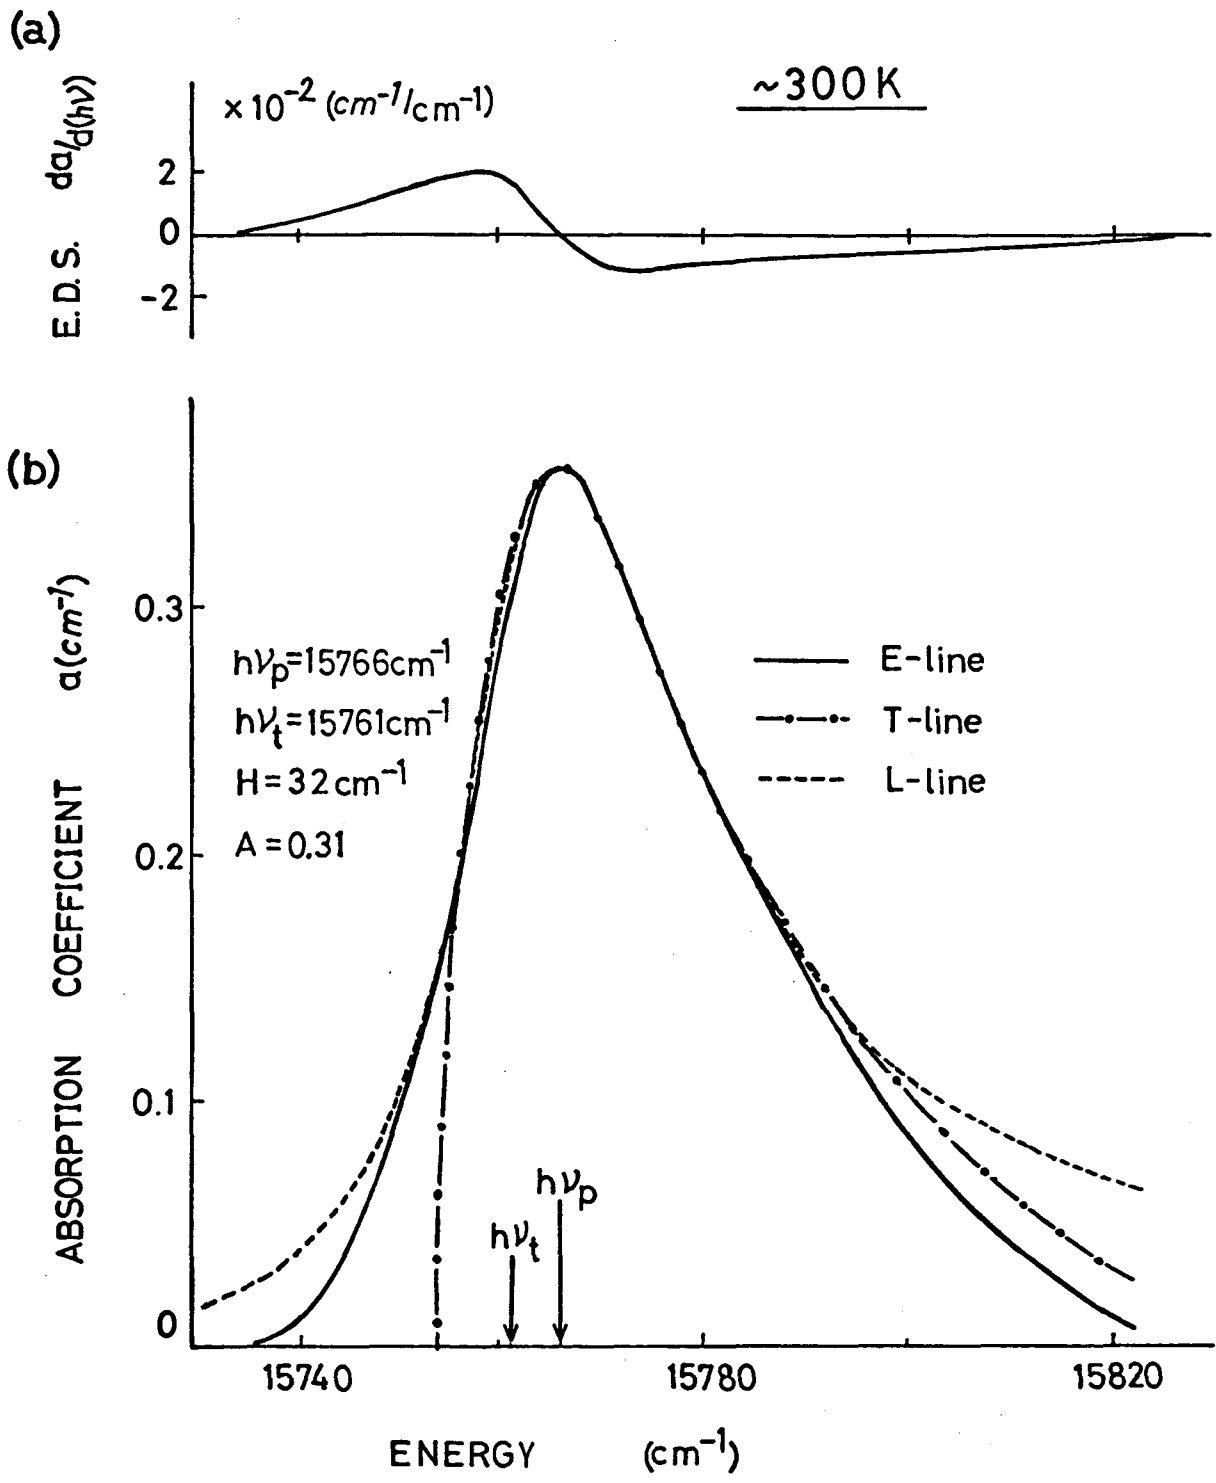 (a)
×10⁻² (cm⁻¹/cm⁻¹)
~300K
E.D.S. da/d(hν)
2
0
-2
(b)
ABSORPTION COEFFICIENT a(cm⁻¹)
0.3
0.2
0.1
0
hνp=15766cm⁻¹
hνt=15761cm⁻¹
H=32cm⁻¹
A=0.31
E-line
T-line
L-line
hνp
hνt
15740
15780
15820
ENERGY (cm⁻¹)